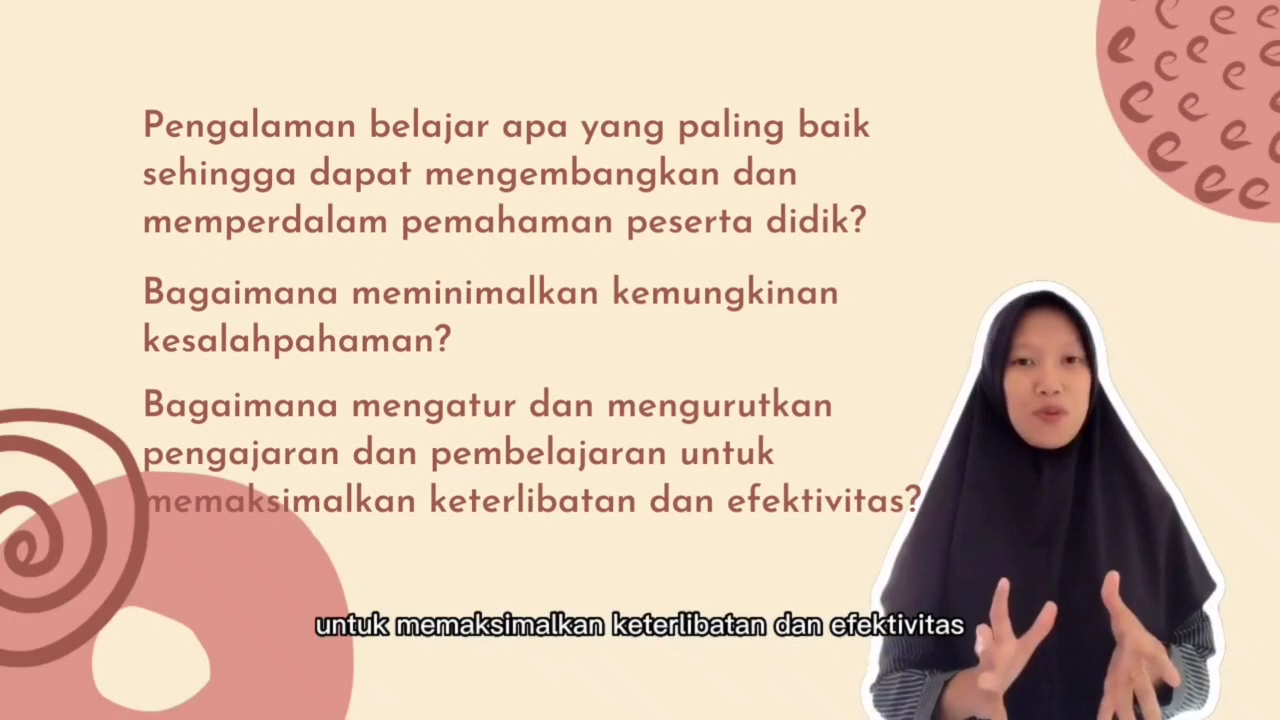 Pengalaman belajar apa yang paling baik
sehingga dapat mengembangkan dan
memperdalam pemahaman peserta didik?
Bagaimana meminimalkan kemungkinan
kesalahpahaman?
Bagaimana mengatur dan mengurutkan
pengajaran dan pembelajaran untuk
memaksimalkan keterlibatan dan efektivitas?
untuk memaksimalkan keterlibatan dan efektivitas